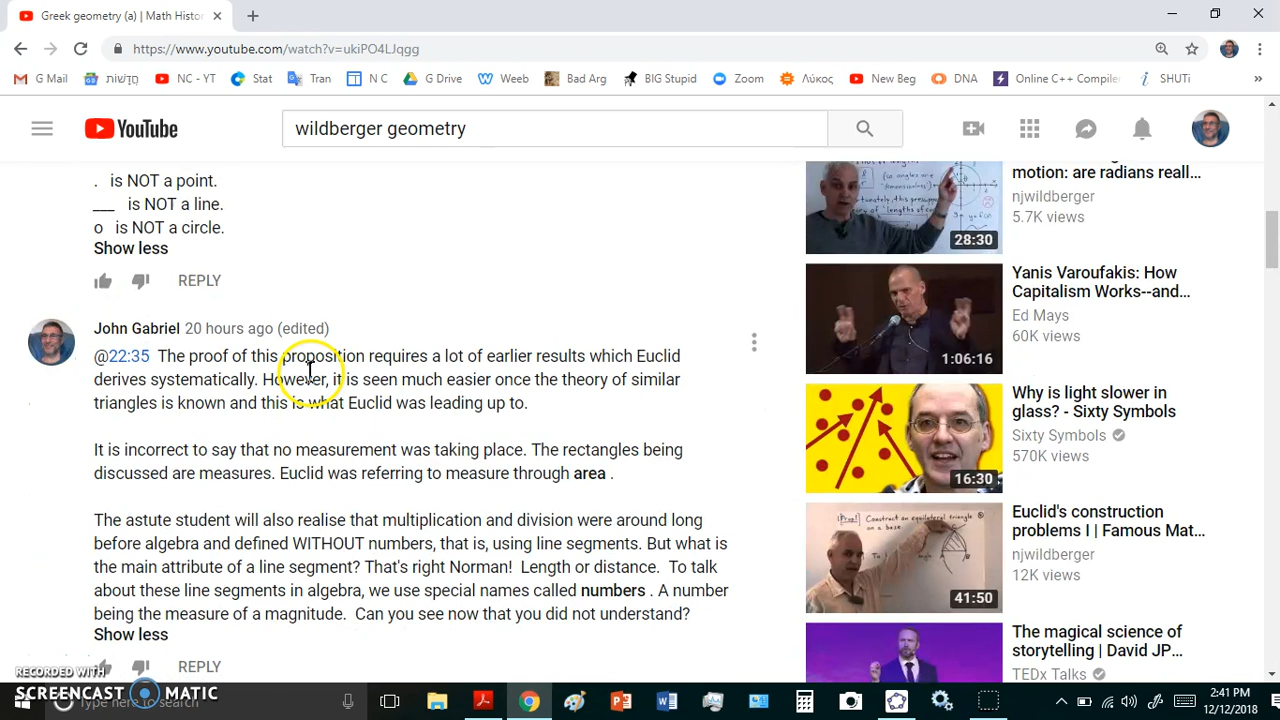 Greek geometry (a) | Math Histo
https://www.youtube.com/watch?v=ukiPO4LJqgg
G Mail
חֲדָשׁוֹת
NC - YT
Stat
Tran
N C
G Drive
Weeb
Bad Arg
BIG Stupid
Zoom
Λύκος
New Beg
DNA
Online C++ Compiler
SHUTi
»
YouTube
wildberger geometry
. is NOT a point.
___ is NOT a line.
o is NOT a circle.
Show less
REPLY
John Gabriel 20 hours ago (edited)
@22:35 The proof of this proposition requires a lot of earlier results which Euclid
derives systematically. However, it is seen much easier once the theory of similar
triangles is known and this is what Euclid was leading up to.
It is incorrect to say that no measurement was taking place. The rectangles being
discussed are measures. Euclid was referring to measure through area .
The astute student will also realise that multiplication and division were around long
before algebra and defined WITHOUT numbers, that is, using line segments. But what is
the main attribute of a line segment? That's right Norman! Length or distance. To talk
about these line segments in algebra, we use special names called numbers . A number
being the measure of a magnitude. Can you see now that you did not understand?
Show less
REPLY
motion: are radians reall...
njwildberger
5.7K views
28:30
Yanis Varoufakis: How
Capitalism Works--and...
Ed Mays
60K views
1:06:16
Why is light slower in
glass? - Sixty Symbols
Sixty Symbols
570K views
16:30
Euclid's construction
problems I | Famous Mat...
njwildberger
12K views
41:50
The magical science of
storytelling | David JP...
TEDx Talks
RECORDED WITH
SCREENCAST MATIC
Type here to search
2:41 PM
12/12/2018